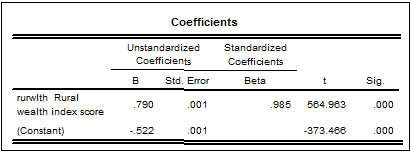 Coefficients
Unstandardized Standardized
Coefficients Coefficients
B Std. Error Beta t Sig.
rurwlth Rural
wealth index score .790 .001 .985 564.963 .000
(Constant) -.522 .001 -373.466 .000